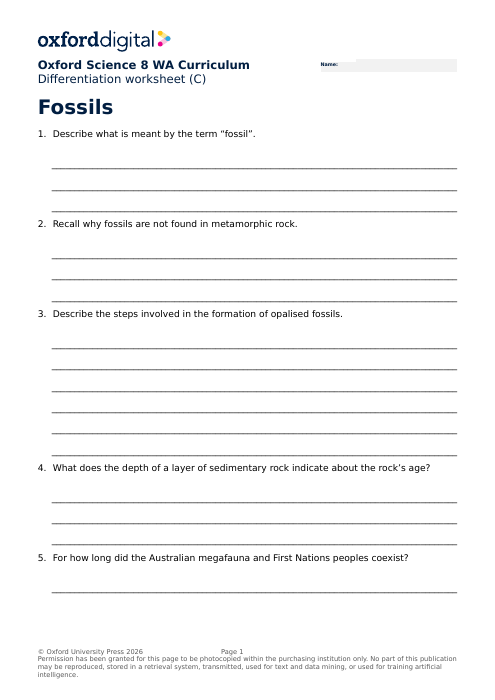 oxforddigital
Oxford Science 8 WA Curriculum
Name:
Differentiation worksheet (C)
Fossils
1. Describe what is meant by the term “fossil”.
2. Recall why fossils are not found in metamorphic rock.
3. Describe the steps involved in the formation of opalised fossils.
4. What does the depth of a layer of sedimentary rock indicate about the rock’s age?
5. For how long did the Australian megafauna and First Nations peoples coexist?
© Oxford University Press 2026 Page 1
Permission has been granted for this page to be photocopied within the purchasing institution only. No part of this publication
may be reproduced, stored in a retrieval system, transmitted, used for text and data mining, or used for training artificial
intelligence.